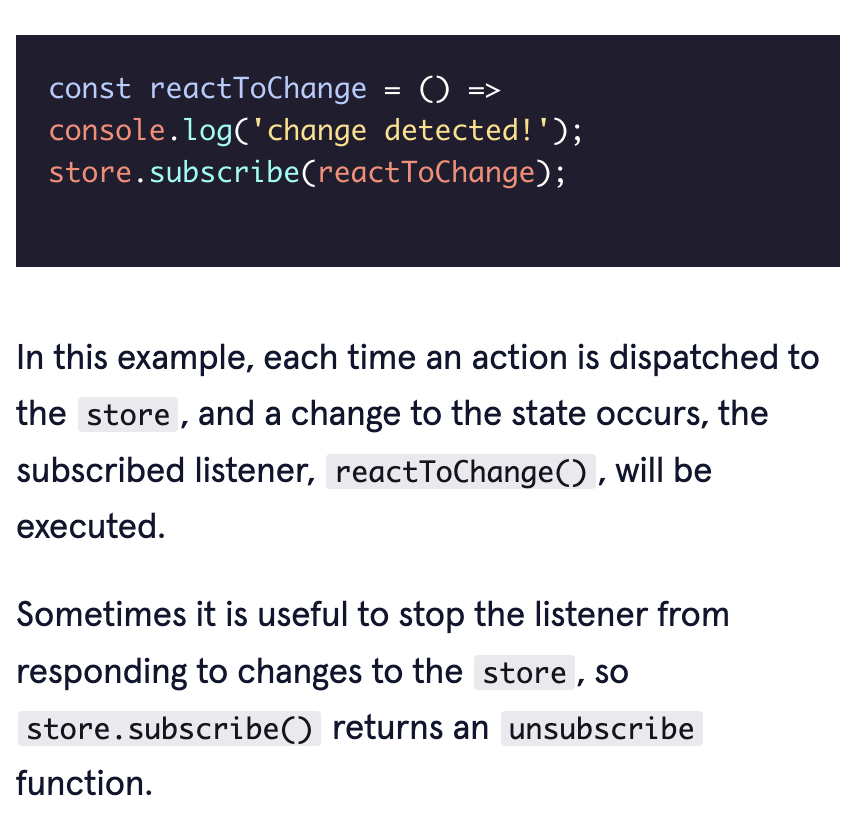 const reactToChange = () =>
console.log('change detected!');
store.subscribe(reactToChange);
In this example, each time an action is dispatched to
the store, and a change to the state occurs, the
subscribed listener, reactToChange(), will be
executed.
Sometimes it is useful to stop the listener from
responding to changes to the store, so
store.subscribe() returns an unsubscribe
function.